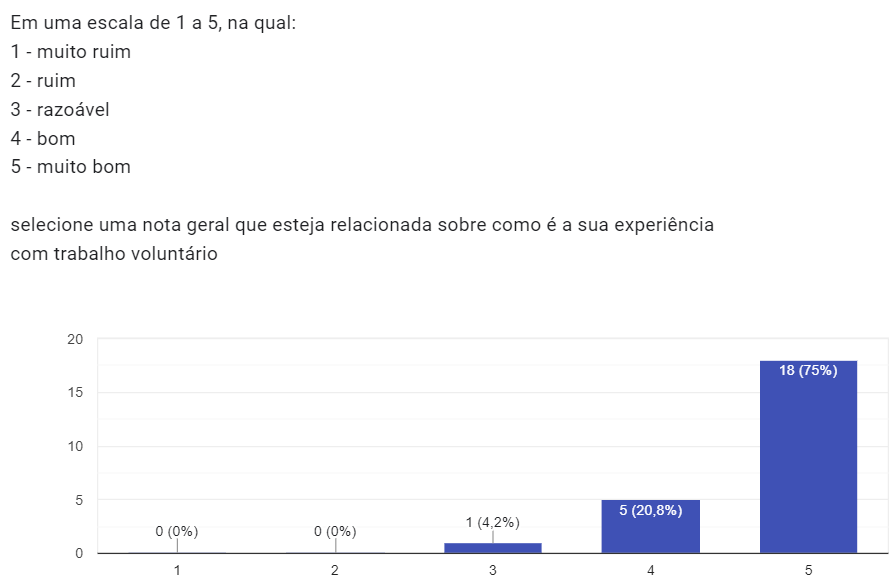 Em uma escala de 1 a 5, na qual:
1 - muito ruim
2 - ruim
3 - razoável
4 - bom
5 - muito bom
selecione uma nota geral que esteja relacionada sobre como é a sua experiência
com trabalho voluntário
20
15
10
5
0
0 (0%)
0 (0%)
1 (4,2%)
5 (20,8%)
18 (75%)
1
2
3
4
5